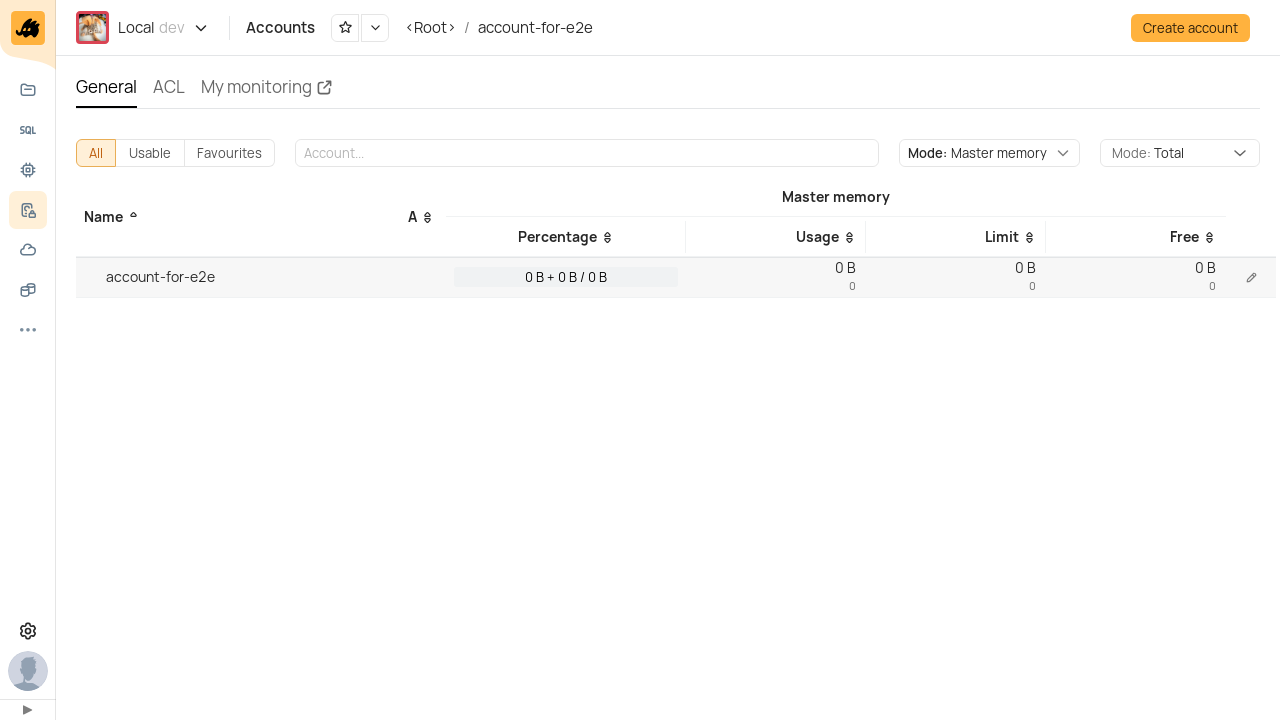 Local dev
Accounts
<Root> / account-for-e2e
Create account
SQL
General
ACL
My monitoring
All
Usable
Favourites
Account...
Mode: Master memory
Mode: Total
Name
A
Master memory
Percentage
Usage
Limit
Free
account-for-e2e
0 B + 0 B / 0 B
0 B
0
0 B
0
0 B
0